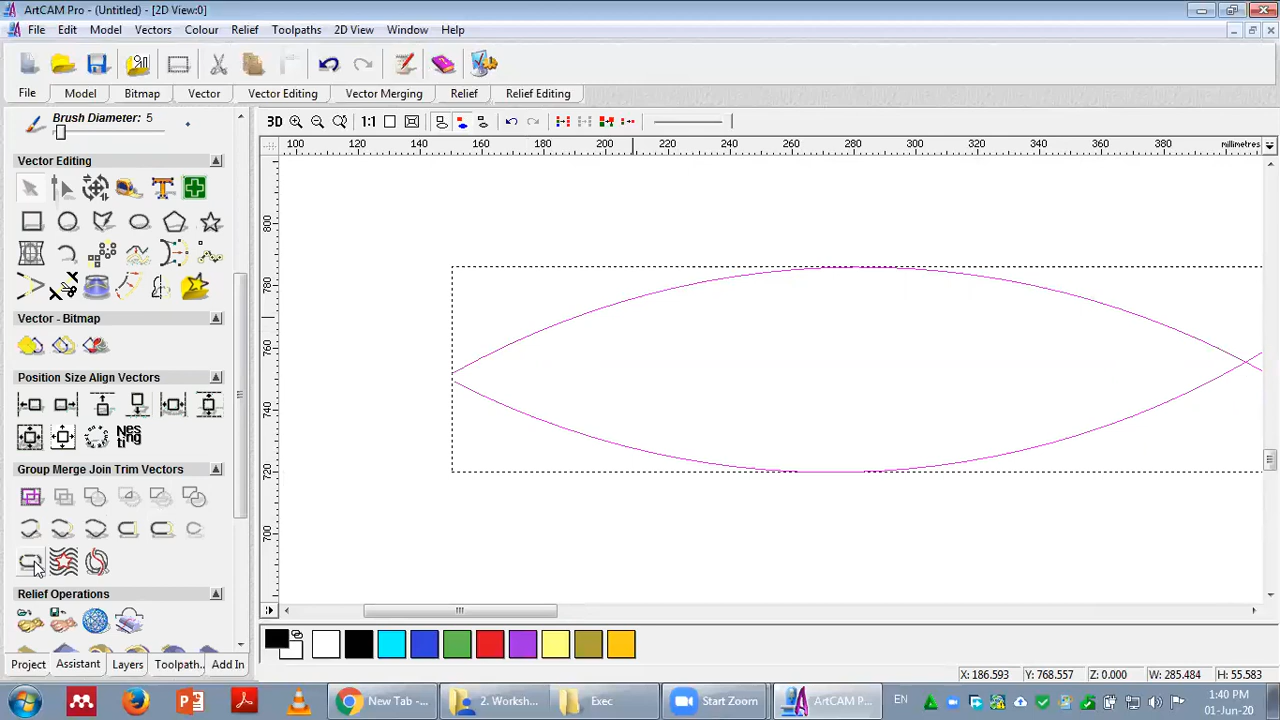 ArtCAM Pro - (Untitled) - [2D View:0]
File Edit Model Vectors Colour Relief Toolpaths 2D View Window Help
File Model Bitmap Vector Vector Editing Vector Merging Relief Relief Editing
Brush Diameter: 5
3D 1:1
100 140 160 180 200 220 240 260 280 300 320 340 360 380 millimetres
Vector Editing
800
780
760
740
720
700
Vector - Bitmap
Position Size Align Vectors
Nes
ting
Group Merge Join Trim Vectors
Relief Operations
Project Assistant Layers Toolpath... Add In
X: 186.593 Y: 768.557 Z: 0.000 W: 285.484 H: 55.583
New Tab -... 2. Worksh... Exec Start Zoom ArtCAM P... EN
1:40 PM
01-Jun-20